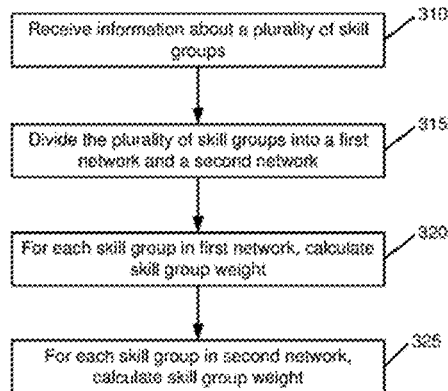 310
Receive information about a plurality of skill
groups
315
Divide the plurality of skill groups into a first
network and a second network
320
For each skill group in first network, calculate
skill group weight
325
For each skill group in second network,
calculate skill group weight